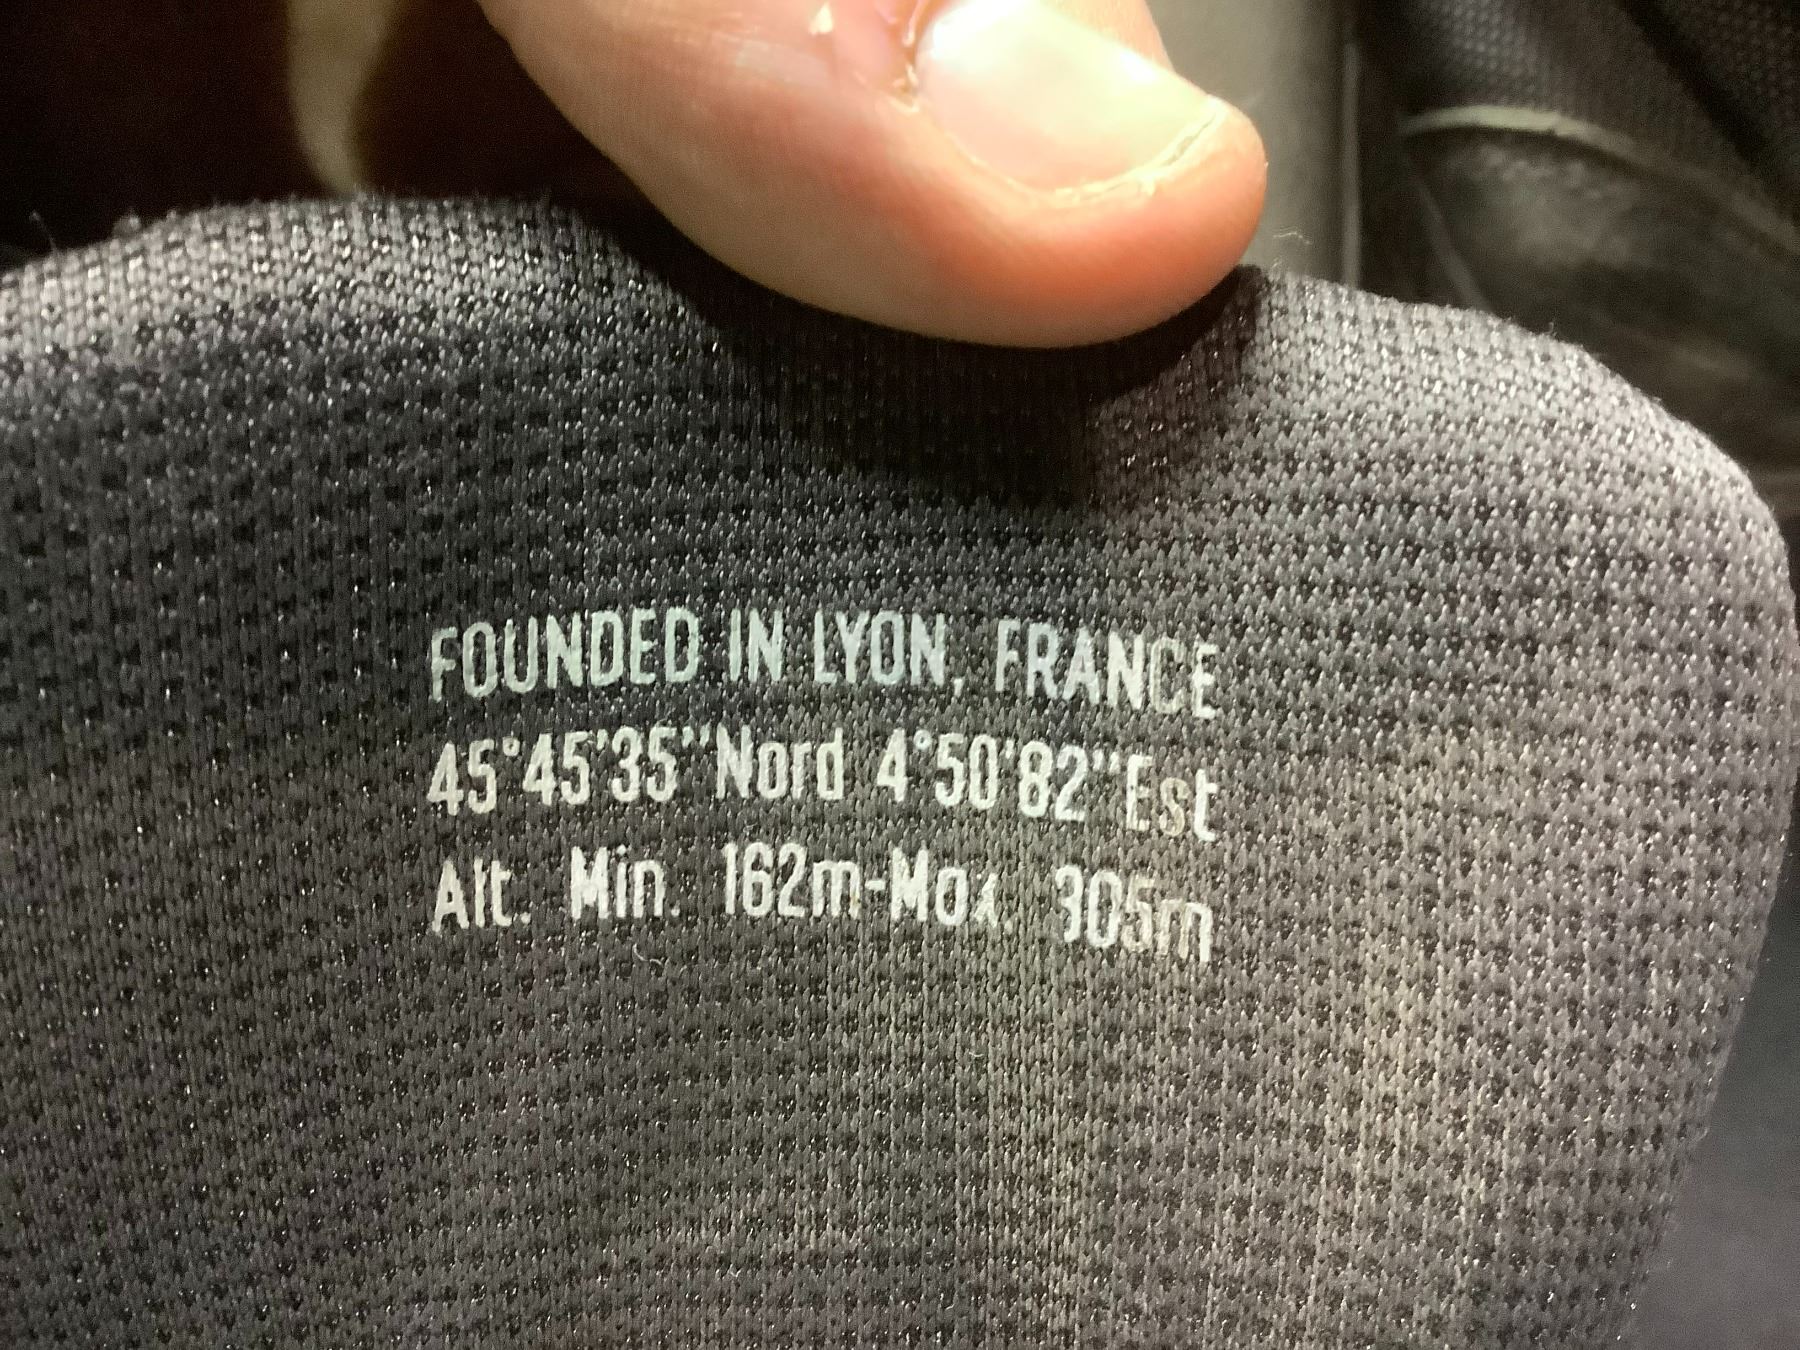 FOUNDED IN LYON, FRANCE
45°45'35"Nord 4°50'82"Est
Alt. Min. 162m-Max. 305m